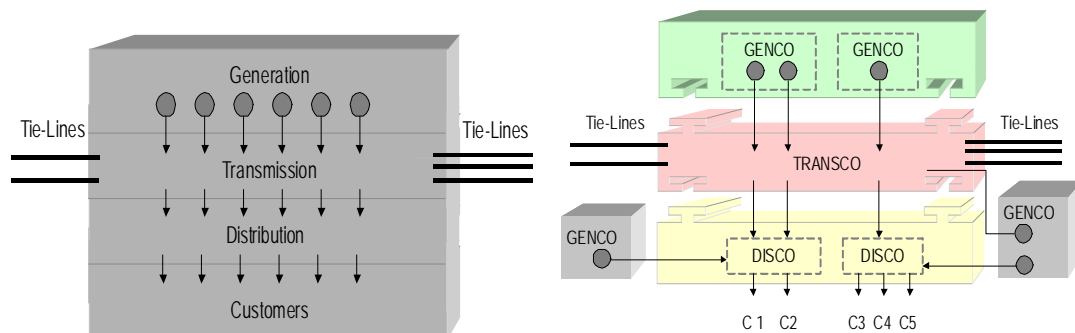 Generation
Tie-Lines
Tie-Lines
Transmission
Distribution
Customers
GENCO
GENCO
Tie-Lines
Tie-Lines
TRANSCO
GENCO
GENCO
DISCO
DISCO
C 1
C2
C3
C4
C5